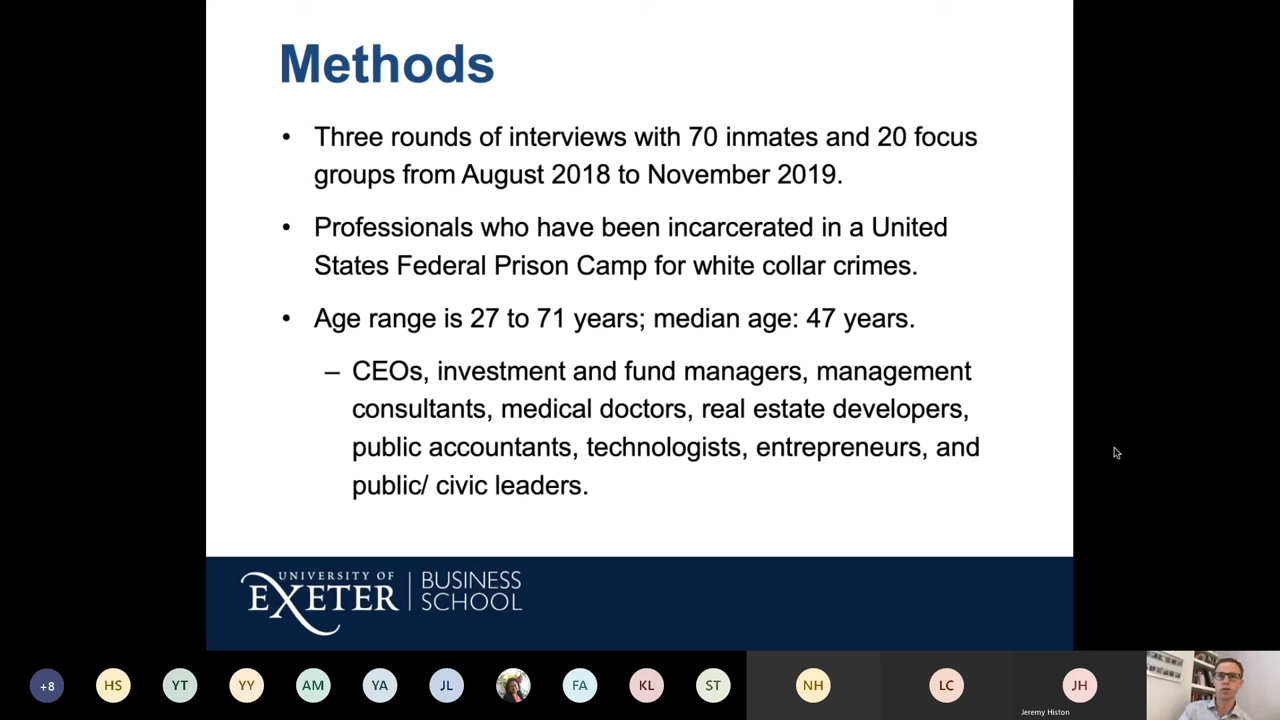 Methods
• Three rounds of interviews with 70 inmates and 20 focus
groups from August 2018 to November 2019.
• Professionals who have been incarcerated in a United
States Federal Prison Camp for white collar crimes.
• Age range is 27 to 71 years; median age: 47 years.
– CEOs, investment and fund managers, management
consultants, medical doctors, real estate developers,
public accountants, technologists, entrepreneurs, and
public/ civic leaders.
UNIVERSITY OF
EXETER
BUSINESS
SCHOOL
+8 HS YT YY AM YA JL FA KL ST NH LC JH
Jeremy Histon